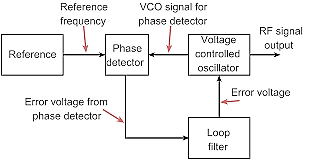 Reference
frequency
VCO signal for
phase detector
RF signal
output
Reference
Phase
detector
Voltage
controlled
oscillator
Error voltage from
phase detector
Error voltage
Loop
filter